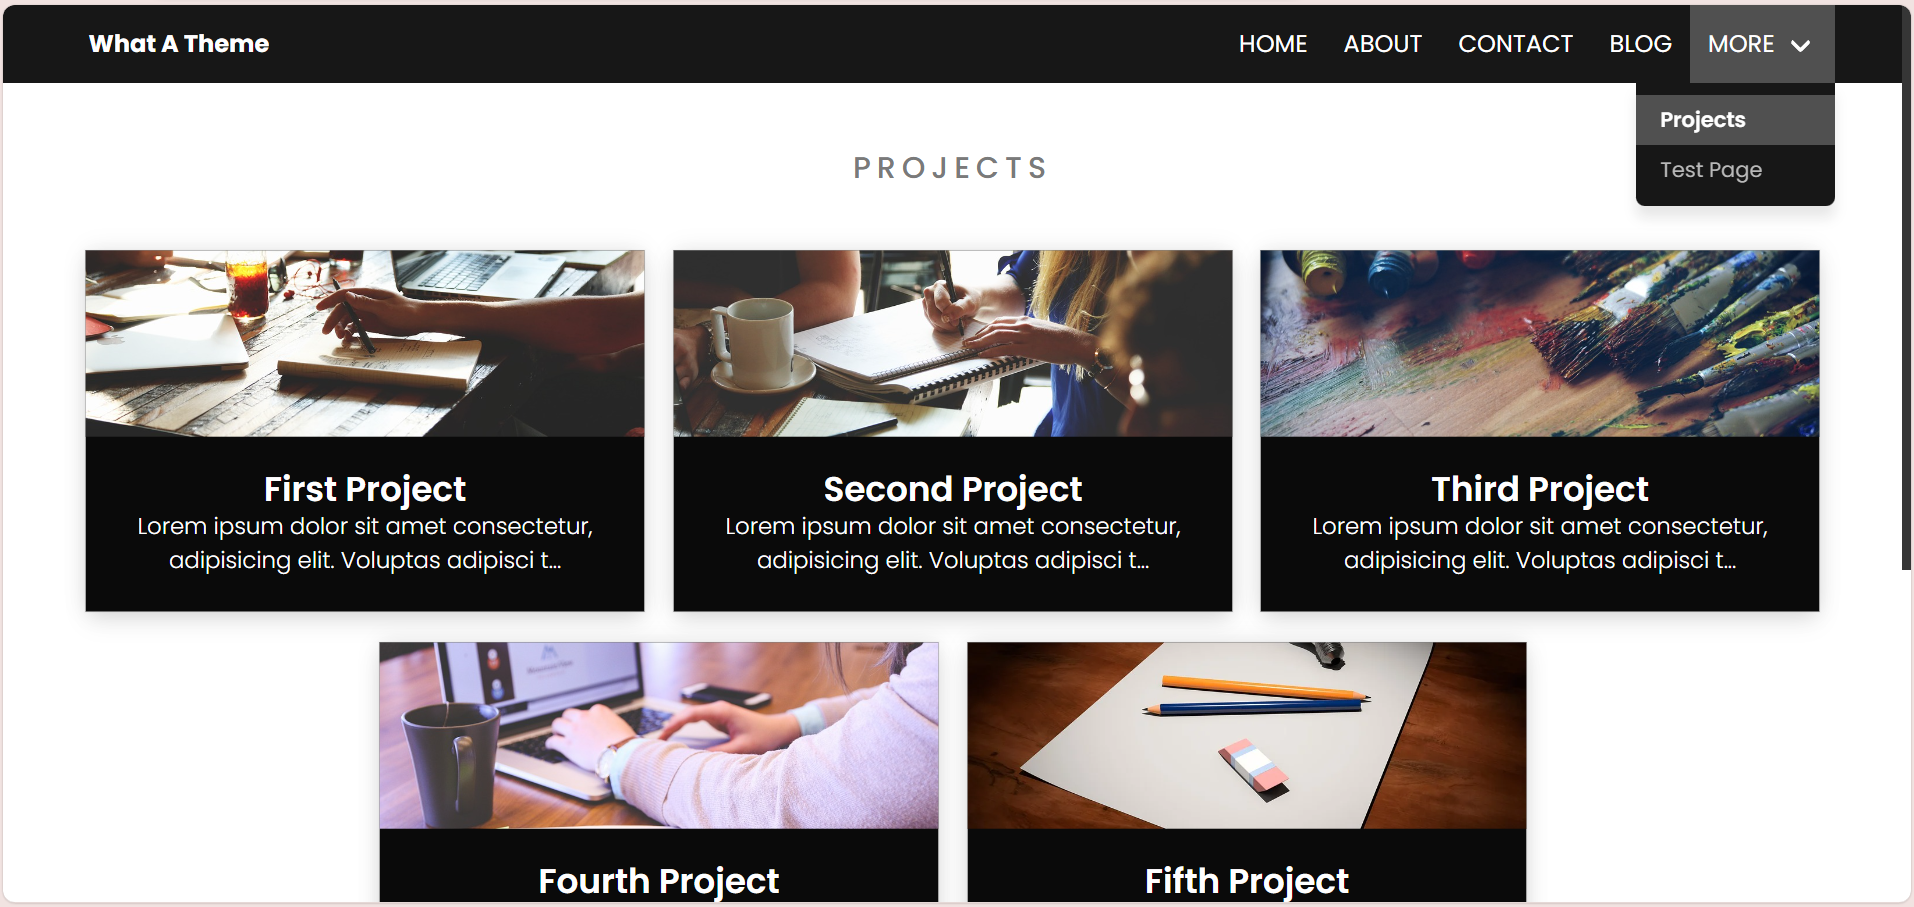 What A Theme
HOME ABOUT CONTACT BLOG MORE
Projects
Test Page
PROJECTS
First Project
Lorem ipsum dolor sit amet consectetur,
adipisicing elit. Voluptas adipisci t...
Second Project
Lorem ipsum dolor sit amet consectetur,
adipisicing elit. Voluptas adipisci t...
Third Project
Lorem ipsum dolor sit amet consectetur,
adipisicing elit. Voluptas adipisci t...
Fourth Project
Fifth Project